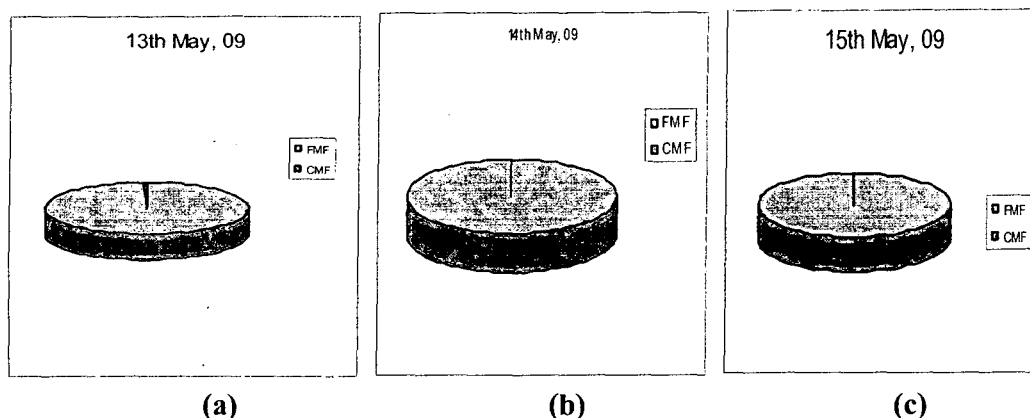 13th May, 09
FMF
CMF
(a)
14th May, 09
FMF
CMF
(b)
15th May, 09
FMF
CMF
(c)